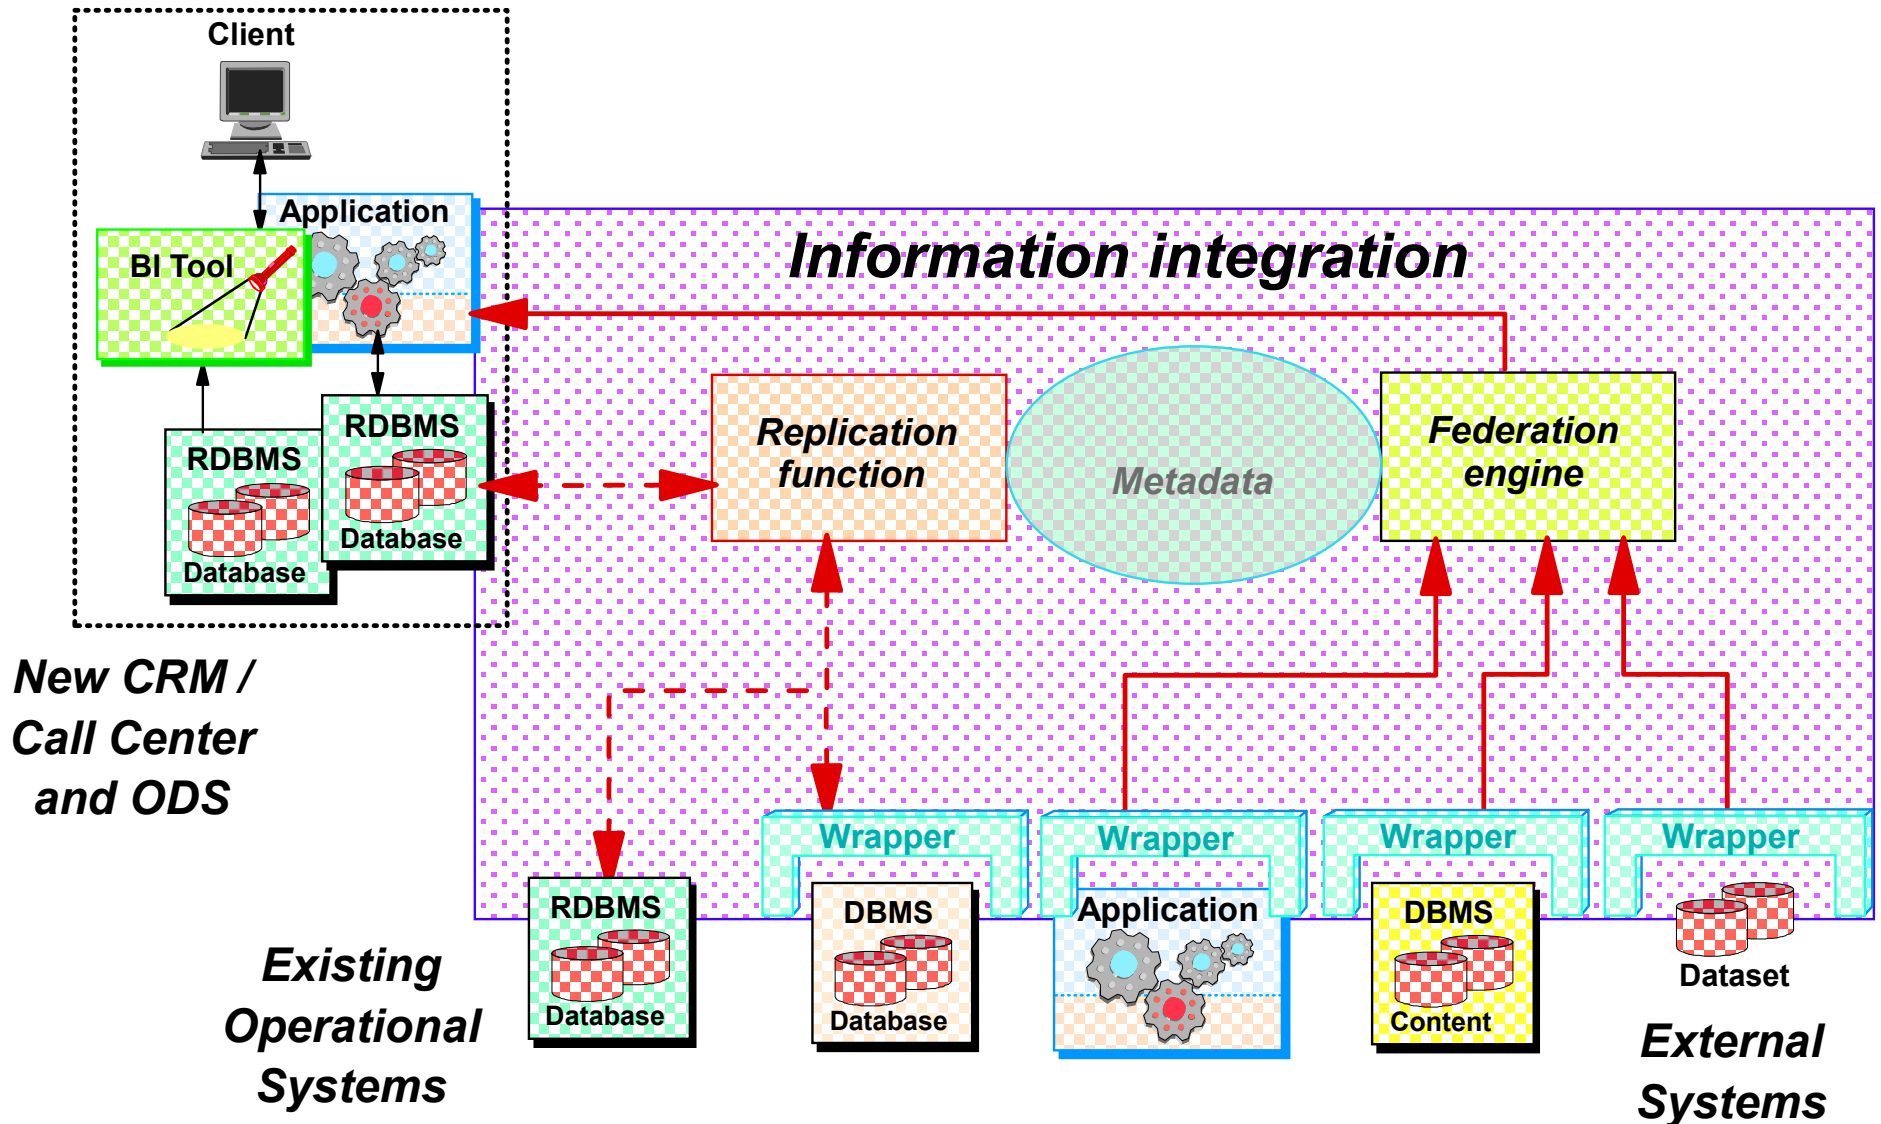 Client
Application
BI Tool
Information integration
RDBMS
Database
RDBMS
Database
Replication
function
Metadata
Federation
engine
New CRM /
Call Center
and ODS
Wrapper
Wrapper
Wrapper
Wrapper
RDBMS
Database
DBMS
Database
Application
DBMS
Content
Dataset
Existing
Operational
Systems
External
Systems